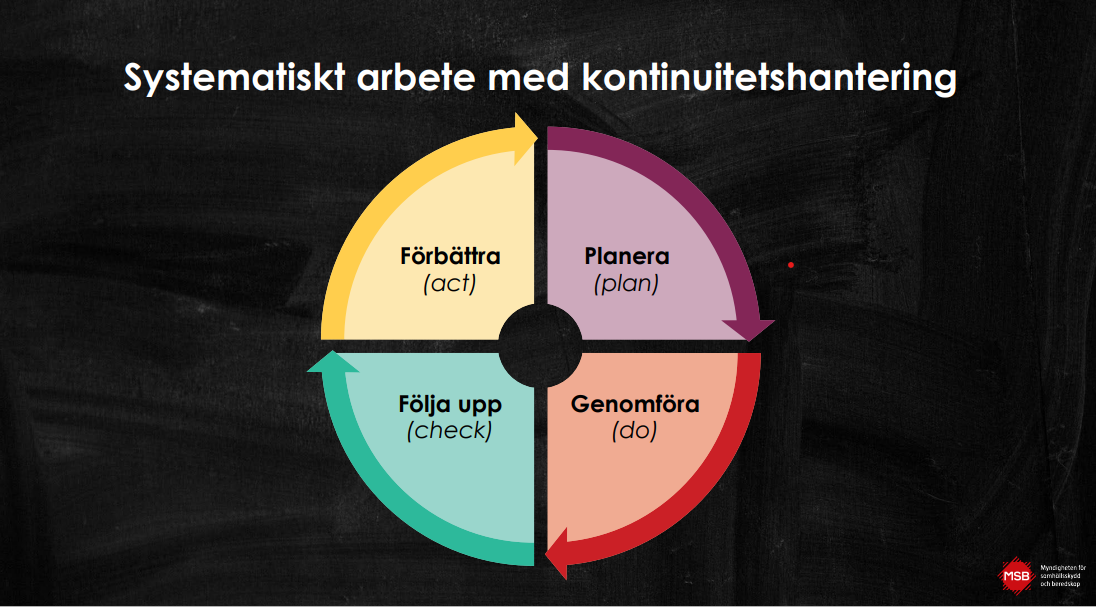 Systematiskt arbete med kontinuitetshantering
Förbättra
(act)
Planera
(plan)
Följa upp
(check)
Genomföra
(do)
MSB
Myndigheten för
samhällsskydd
och beredskap